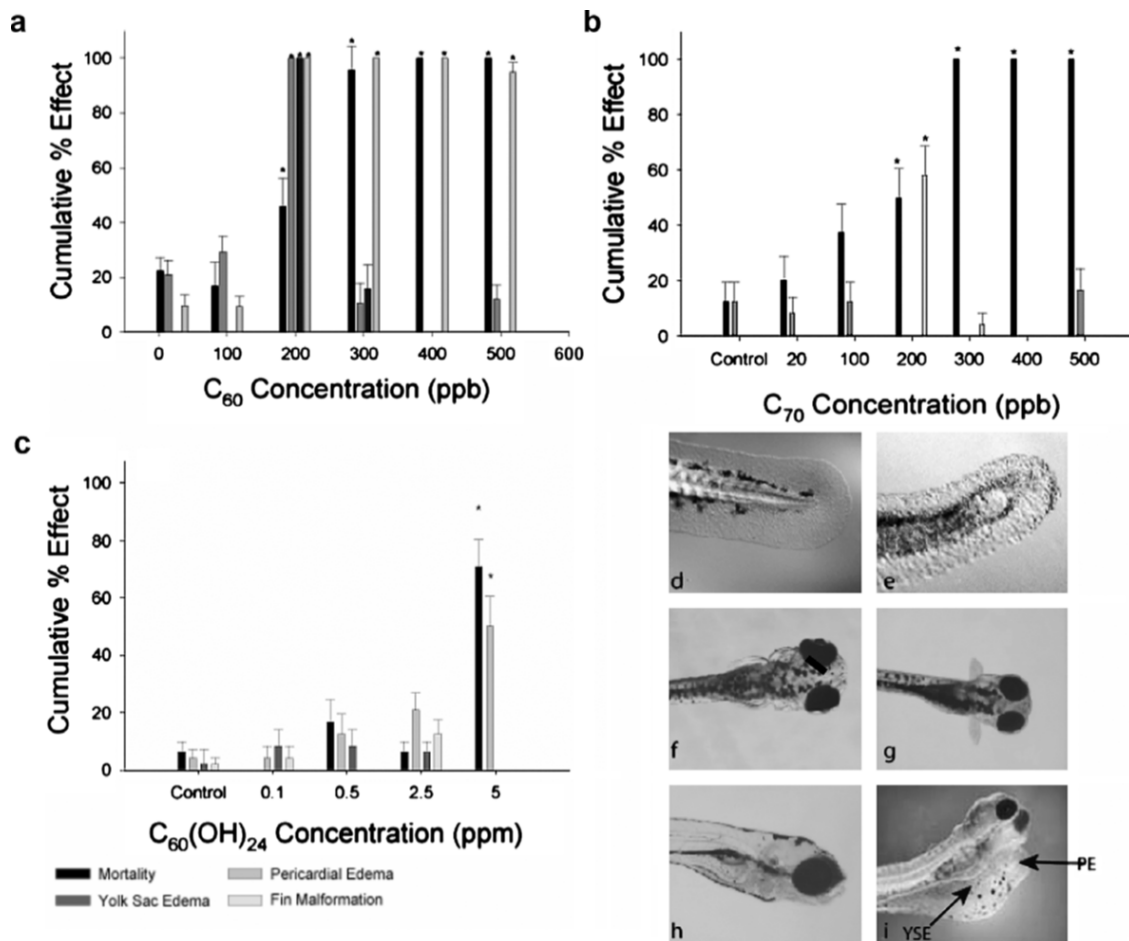 a
Cumulative % Effect
100
80
60
40
20
0
* * * * * * * * * *
0 100 200 300 400 500 600
C₆₀ Concentration (ppb)
b
Cumulative % Effect
100
80
60
40
20
0
* * * * *
Control 20 100 200 300 400 500
C₇₀ Concentration (ppb)
c
Cumulative % Effect
100
80
60
40
20
0
* *
Control 0.1 0.5 2.5 5
C₆₀(OH)₂₄ Concentration (ppm)
Mortality Pericardial Edema
Yolk Sac Edema Fin Malformation
d e
f g
h i
PE
YSE